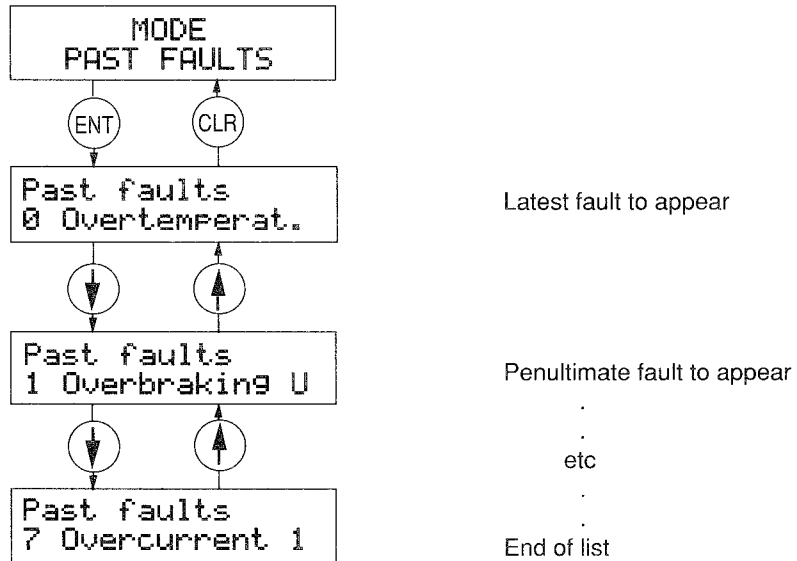 MODE
PAST FAULTS
ENT
CLR
Past faults
0 Overtemperat.
Latest fault to appear
Past faults
1 Overbraking U
Penultimate fault to appear
.
.
etc
.
.
Past faults
7 Overcurrent 1
End of list